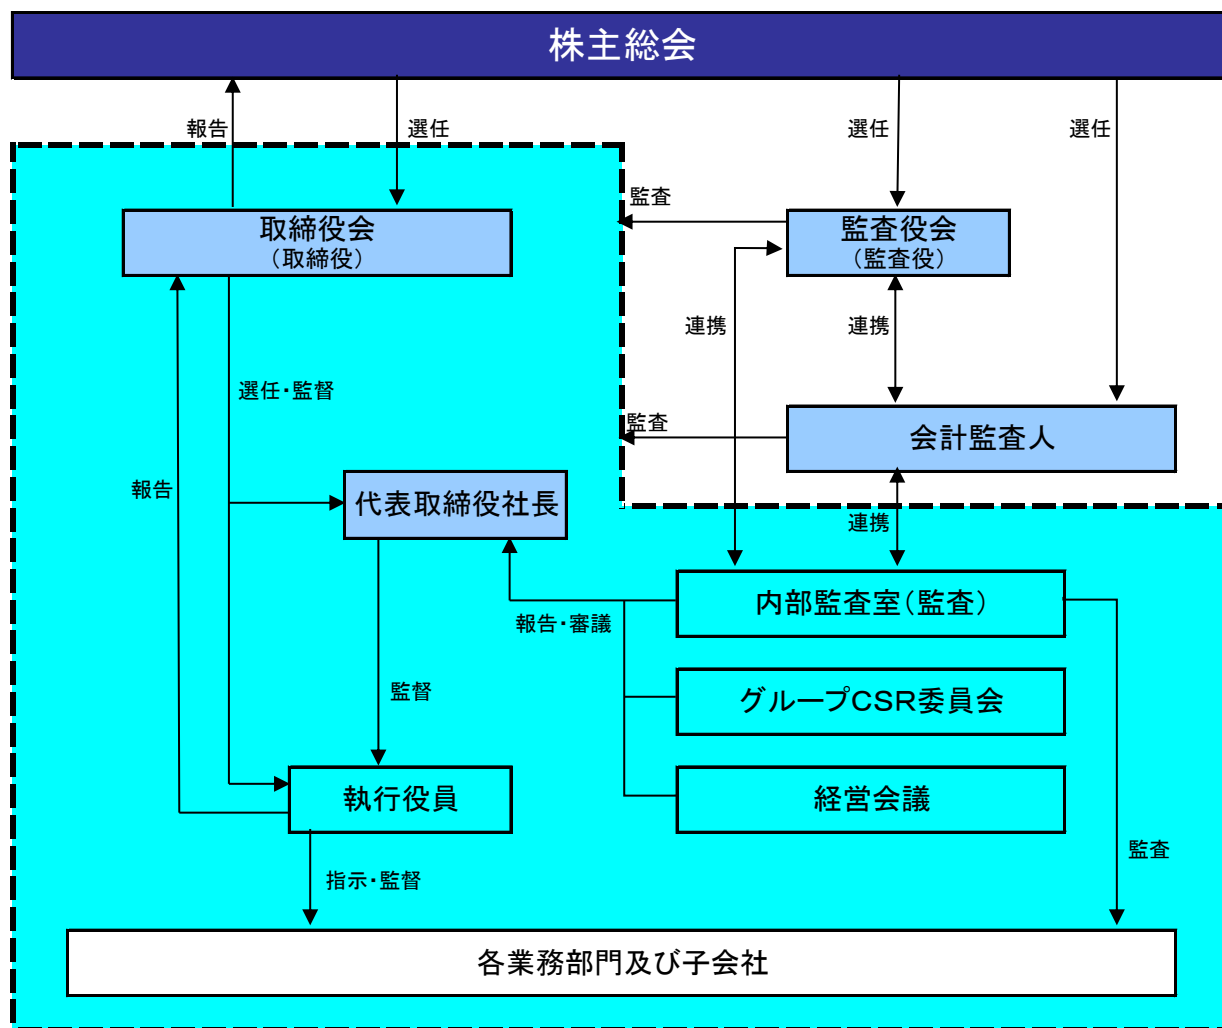 株主総会
報告
選任
選任
選任
取締役会
（取締役）
監査
監査役会
（監査役）
連携
連携
選任・監督
監査
会計監査人
報告
代表取締役社長
連携
内部監査室（監査）
報告・審議
監督
グループCSR委員会
執行役員
経営会議
監査
指示・監督
各業務部門及び子会社